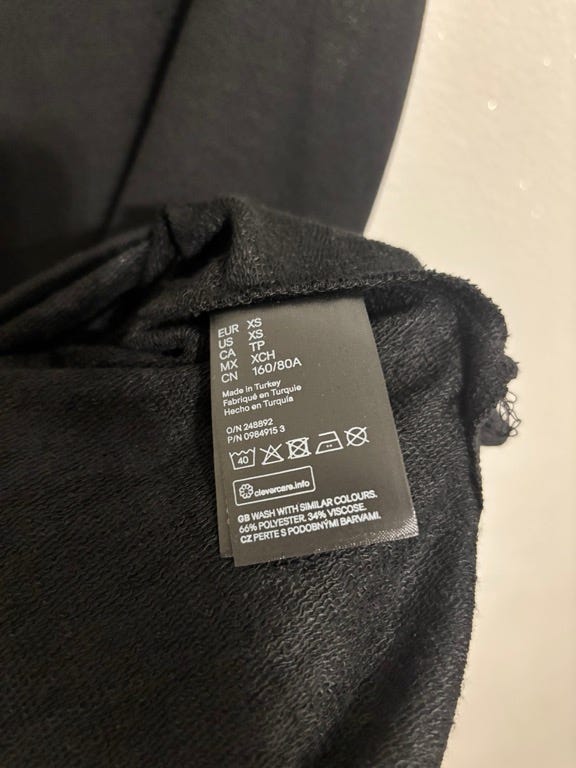 EUR XS
US XS
CA TP
MX XCH
CN 160/80A
Made in Turkey
Fabriqué en Turquie
Hecho en Turquía
O/N 248892
P/N 0984915 3
40
clevercare.info
GB WASH WITH SIMILAR COLOURS.
66% POLYESTER. 34% VISCOSE.
CZ PERTE S PODOBNÝMI BARVAMI.